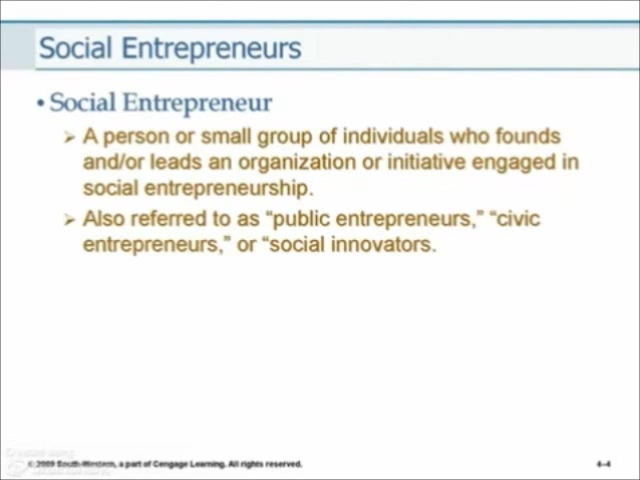 Social Entrepreneurs
• Social Entrepreneur
➢ A person or small group of individuals who founds
and/or leads an organization or initiative engaged in
social entrepreneurship.
➢ Also referred to as “public entrepreneurs,” “civic
entrepreneurs,” or “social innovators.
© 2009 South-Western, a part of Cengage Learning. All rights reserved.
4–4